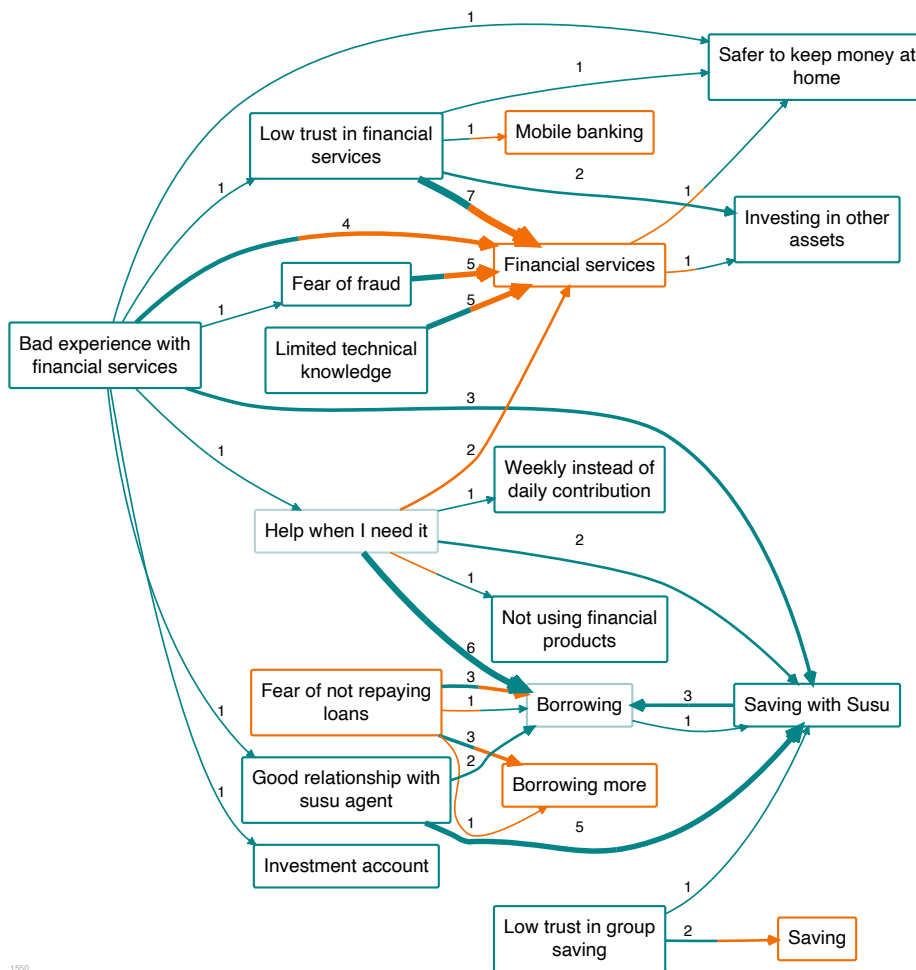 1
Safer to keep money at
home
1
Low trust in financial
services
1
Mobile banking
2
1
1
7
Investing in other
assets
4
Financial services
1
5
Fear of fraud
1
5
Bad experience with
financial services
Limited technical
knowledge
3
2
1
Weekly instead of
daily contribution
1
Help when I need it
2
1
Not using financial
products
6
Fear of not repaying
loans
3
1
Borrowing
3
1
Saving with Susu
3
1
2
Good relationship with
susu agent
Borrowing more
1
1
5
Investment account
1
Low trust in group
saving
2
Saving
1550